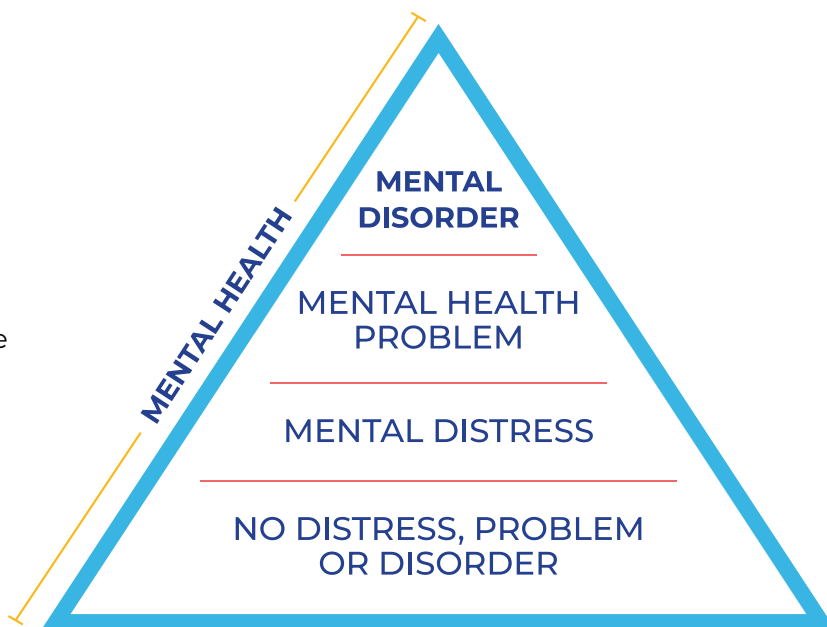 MENTAL
DISORDER
MENTAL HEALTH
PROBLEM
MENTAL HEALTH
e
MENTAL DISTRESS
NO DISTRESS, PROBLEM
OR DISORDER